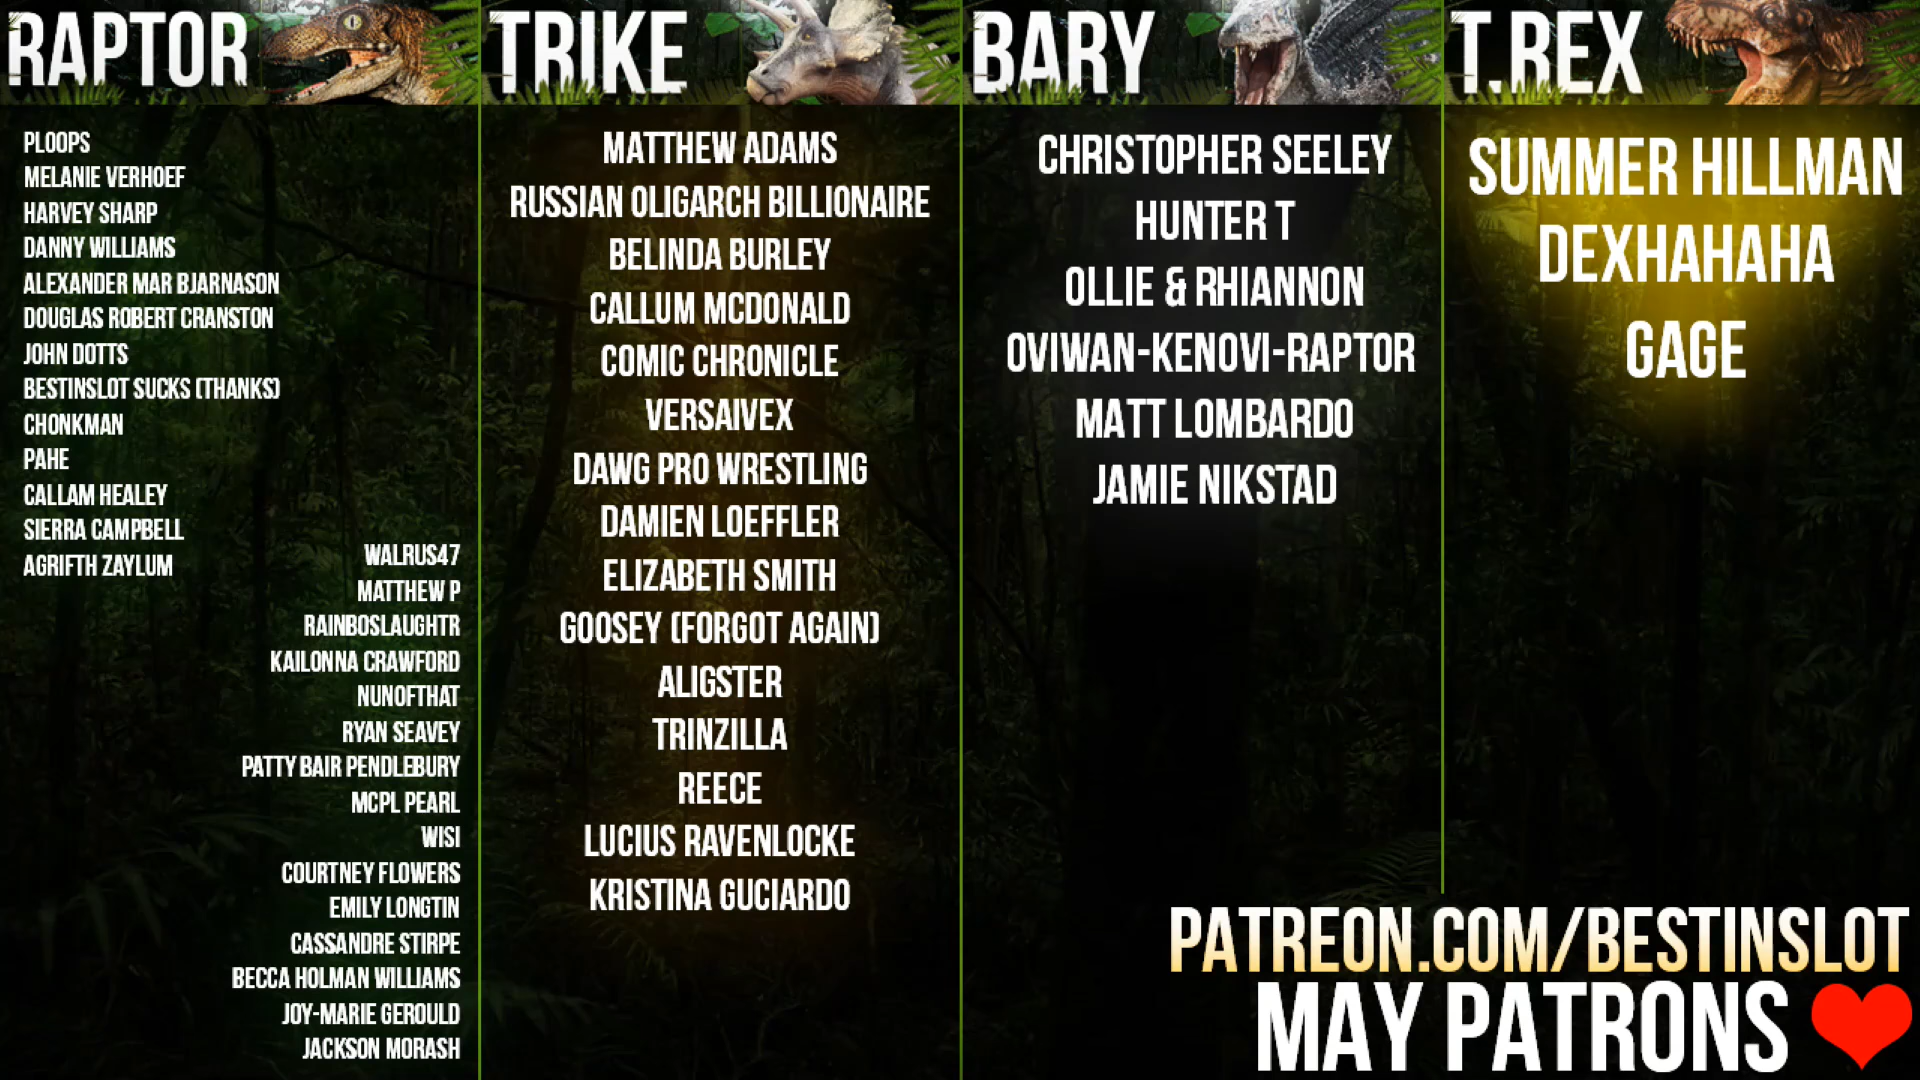 RAPTOR
PLOOPS
MELANIE VERHOEF
HARVEY SHARP
DANNY WILLIAMS
ALEXANDER MAR BJARNASON
DOUGLAS ROBERT CRANSTON
JOHN DOTTS
BESTINSLOT SUCKS (THANKS)
CHONKMAN
PAHE
CALLAM HEALEY
SIERRA CAMPBELL
AGRIFTH ZAYLUM
WALRUS47
MATTHEW P
RAINBOSLAUGHTR
KAILONNA CRAWFORD
NUNOFTHAT
RYAN SEAVEY
PATTY BAIR PENDLEBURY
MCPL PEARL
WISI
COURTNEY FLOWERS
EMILY LONGTIN
CASSANDRE STIRPE
BECCA HOLMAN WILLIAMS
JOY-MARIE GEROULD
JACKSON MORASH
TRIKE
MATTHEW ADAMS
RUSSIAN OLIGARCH BILLIONAIRE
BELINDA BURLEY
CALLUM MCDONALD
COMIC CHRONICLE
VERSAIVEX
DAWG PRO WRESTLING
DAMIEN LOEFFLER
ELIZABETH SMITH
GOOSEY (FORGOT AGAIN)
ALIGSTER
TRINZILLA
REECE
LUCIUS RAVENLOCKE
KRISTINA GUCIARDO
BARY
CHRISTOPHER SEELEY
HUNTER T
OLLIE & RHIANNON
OVIWAN-KENOVI-RAPTOR
MATT LOMBARDO
JAMIE NIKSTAD
T.REX
SUMMER HILLMAN
DEXHAHAHA
GAGE
PATREON.COM/BESTINSLOT
MAY PATRONS